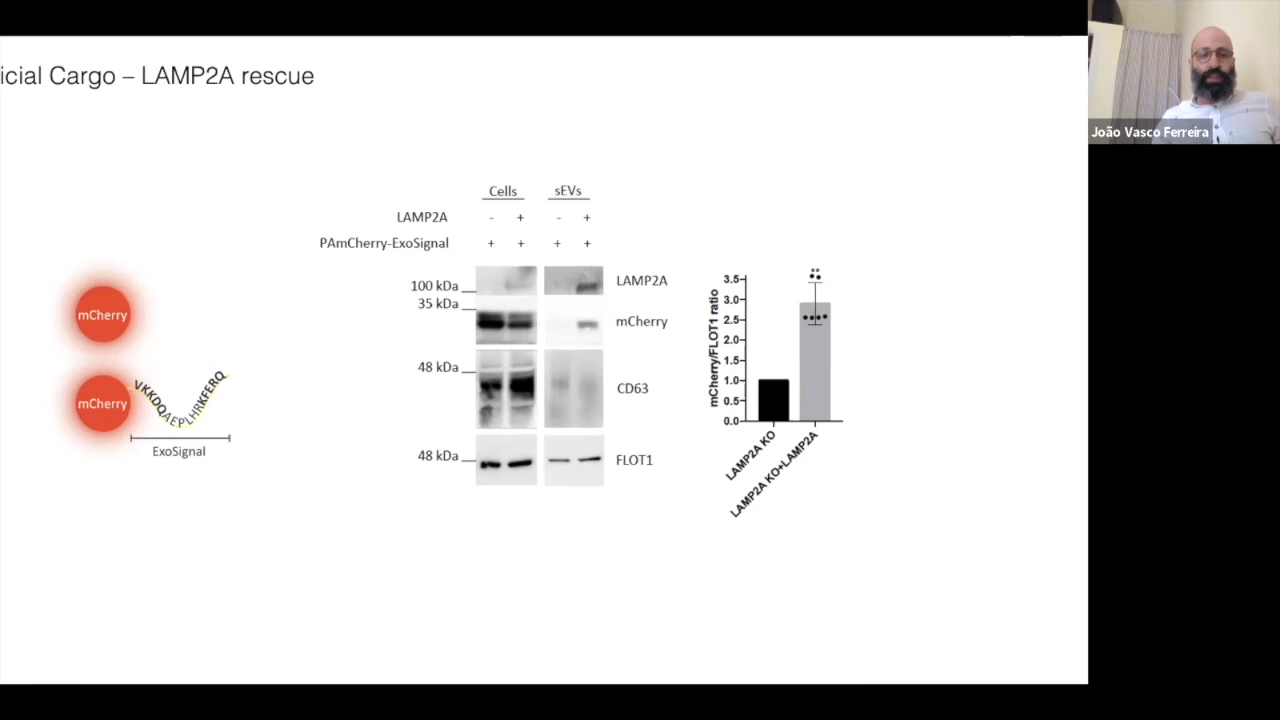 icial Cargo – LAMP2A rescue
João Vasco Ferreira
mCherry
mCherry
VKKDQAEPLHRKFERQ
ExoSignal
Cells sEVs
LAMP2A - + - +
PAmCherry-ExoSignal + + + +
100 kDa LAMP2A
35 kDa
mCherry
48 kDa
CD63
48 kDa FLOT1
mCherry/FLOT1 ratio
3.5
3.0
2.5
2.0
1.5
1.0
0.5
0.0
LAMP2A KO
LAMP2A KO+LAMP2A
**